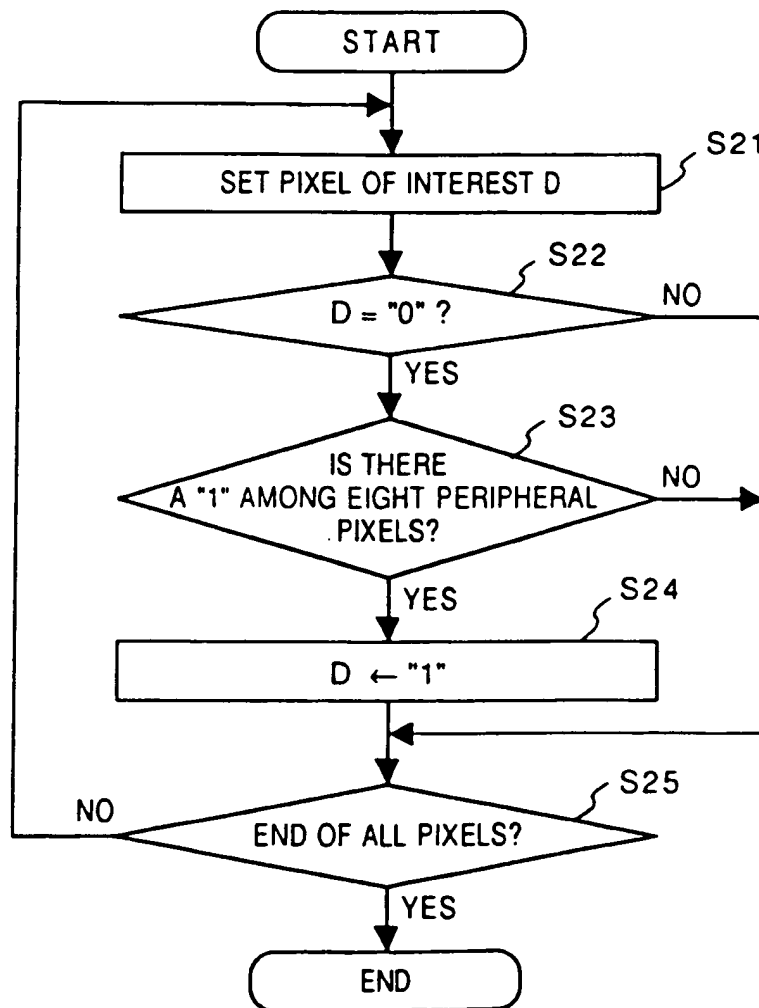 START
S21
SET PIXEL OF INTEREST D
S22
D = "0" ?
NO
YES
S23
IS THERE
A "1" AMONG EIGHT PERIPHERAL
PIXELS?
NO
YES
S24
D ← "1"
S25
NO
END OF ALL PIXELS?
YES
END